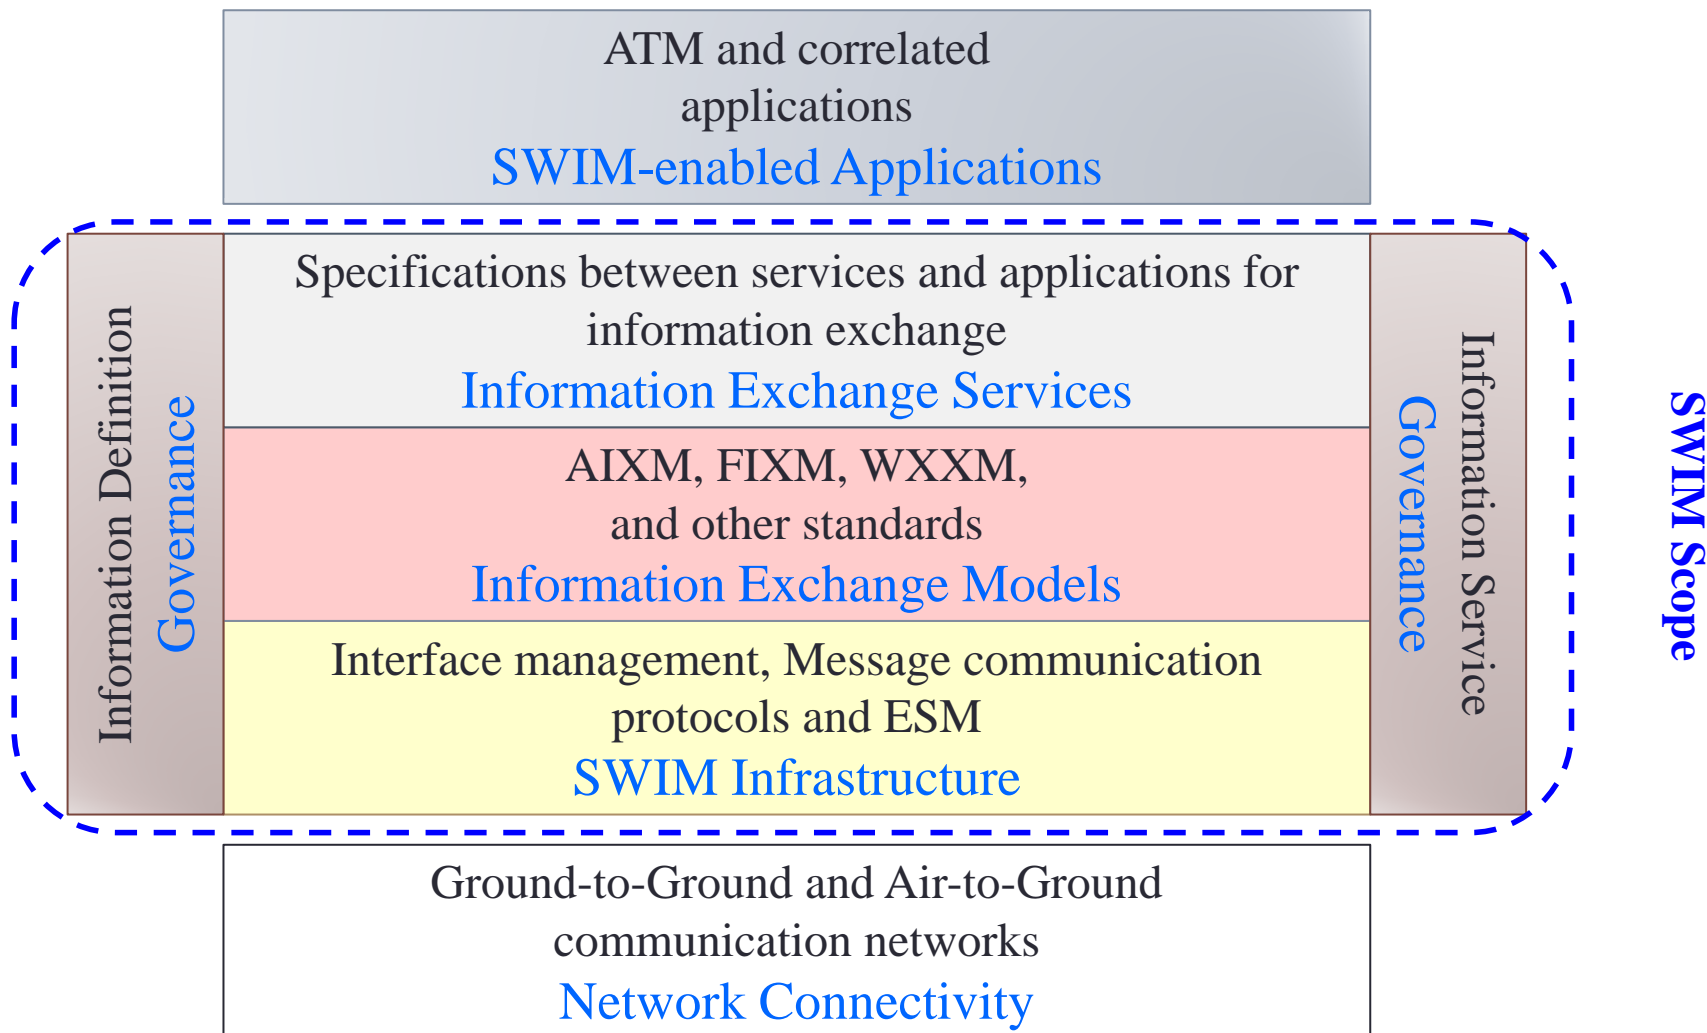 ATM and correlated
applications
SWIM-enabled Applications
Information Definition
Governance
Specifications between services and applications for
information exchange
Information Exchange Services
AIXM, FIXM, WXXM,
and other standards
Information Exchange Models
Interface management, Message communication
protocols and ESM
SWIM Infrastructure
Information Service
Governance
SWIM Scope
Ground-to-Ground and Air-to-Ground
communication networks
Network Connectivity